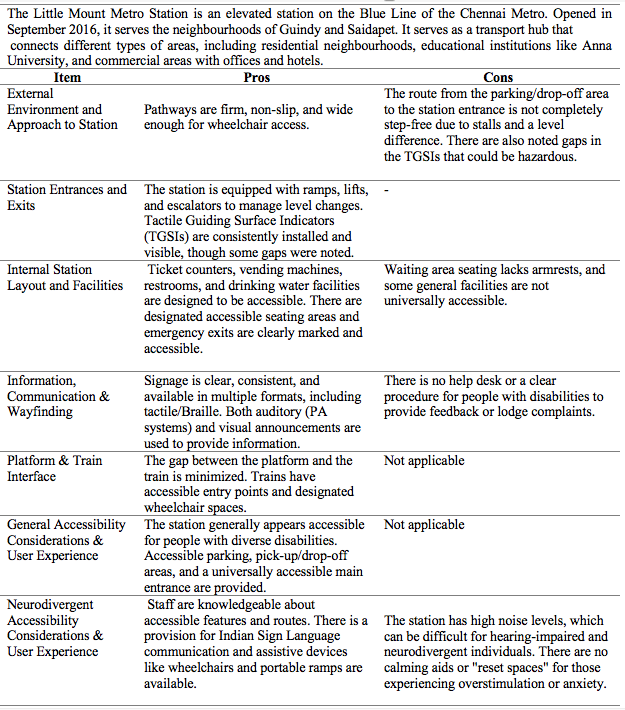 The Little Mount Metro Station is an elevated station on the Blue Line of the Chennai Metro. Opened in
September 2016, it serves the neighbourhoods of Guindy and Saidapet. It serves as a transport hub that
connects different types of areas, including residential neighbourhoods, educational institutions like Anna
University, and commercial areas with offices and hotels.
Item Pros Cons
External
Environment and
Approach to Station
Pathways are firm, non-slip, and wide
enough for wheelchair access.
The route from the parking/drop-off area
to the station entrance is not completely
step-free due to stalls and a level
difference. There are also noted gaps in
the TGSIs that could be hazardous.
Station Entrances and
Exits
The station is equipped with ramps, lifts,
and escalators to manage level changes.
Tactile Guiding Surface Indicators
(TGSIs) are consistently installed and
visible, though some gaps were noted.
-
Internal Station
Layout and Facilities
Ticket counters, vending machines,
restrooms, and drinking water facilities
are designed to be accessible. There are
designated accessible seating areas and
emergency exits are clearly marked and
accessible.
Waiting area seating lacks armrests, and
some general facilities are not
universally accessible.
Information,
Communication &
Wayfinding
Signage is clear, consistent, and
available in multiple formats, including
tactile/Braille. Both auditory (PA
systems) and visual announcements are
used to provide information.
There is no help desk or a clear
procedure for people with disabilities to
provide feedback or lodge complaints.
Platform & Train
Interface
The gap between the platform and the
train is minimized. Trains have
accessible entry points and designated
wheelchair spaces.
Not applicable
General Accessibility
Considerations &
User Experience
The station generally appears accessible
for people with diverse disabilities.
Accessible parking, pick-up/drop-off
areas, and a universally accessible main
entrance are provided.
Not applicable
Neurodivergent
Accessibility
Considerations &
User Experience
Staff are knowledgeable about
accessible features and routes. There is a
provision for Indian Sign Language
communication and assistive devices
like wheelchairs and portable ramps are
available.
The station has high noise levels, which
can be difficult for hearing-impaired and
neurodivergent individuals. There are no
calming aids or "reset spaces" for those
experiencing overstimulation or anxiety.